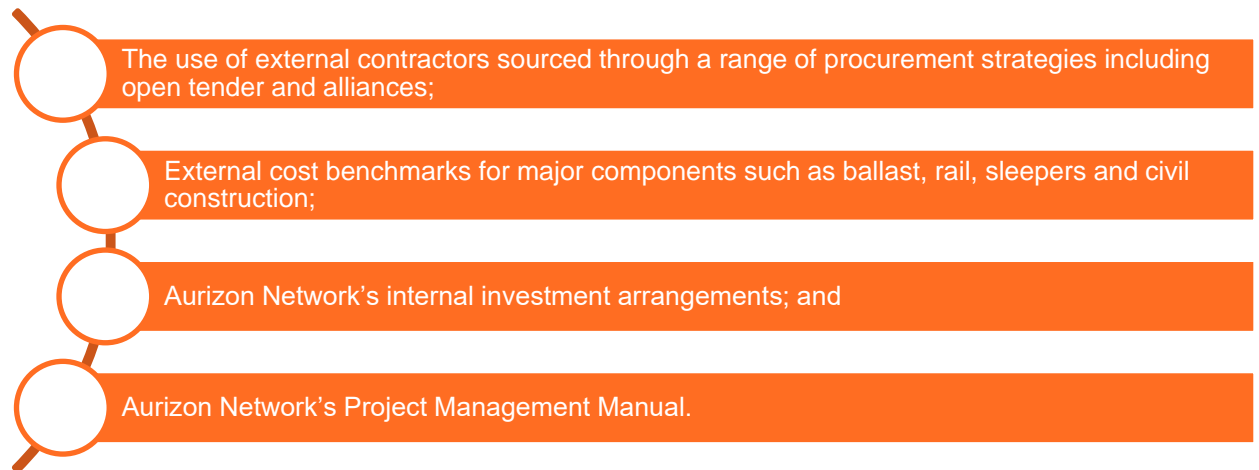 The use of external contractors sourced through a range of procurement strategies including
open tender and alliances;
External cost benchmarks for major components such as ballast, rail, sleepers and civil
construction;
Aurizon Network’s internal investment arrangements; and
Aurizon Network’s Project Management Manual.